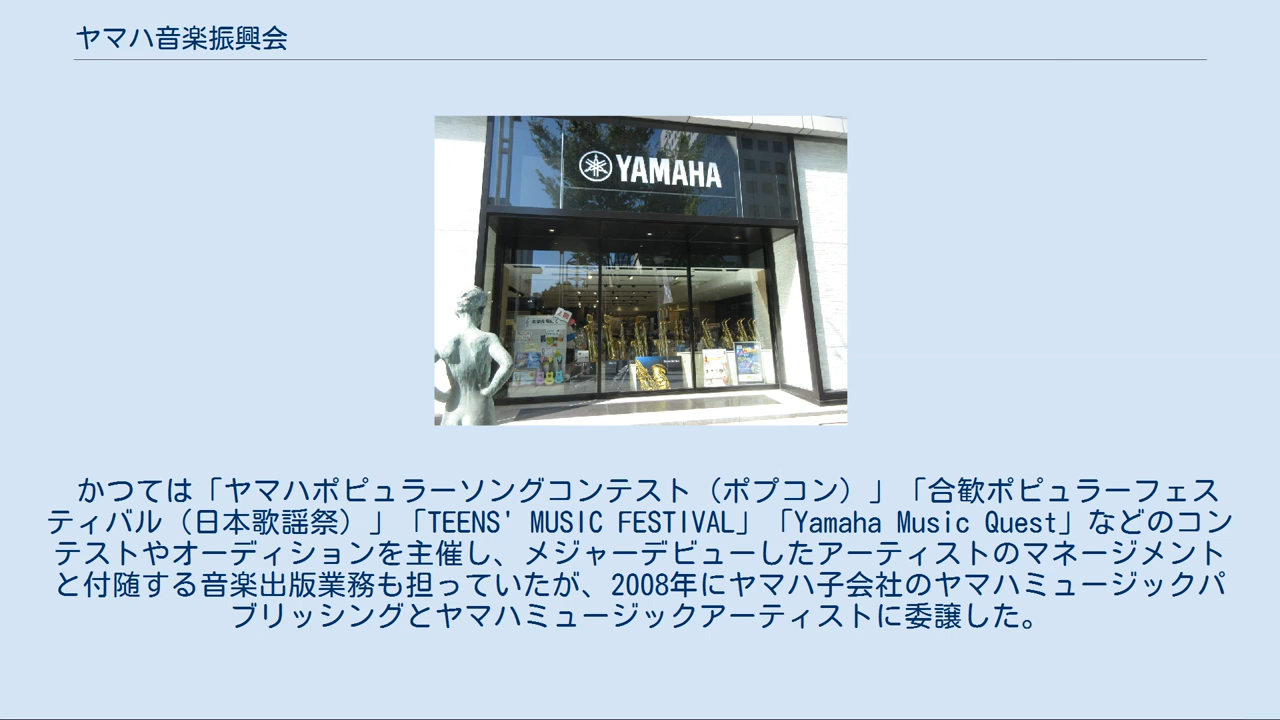 ヤマハ音楽振興会
YAMAHA
かつては「ヤマハポピュラーソングコンテスト（ポプコン）」「合歓ポピュラーフェス
ティバル（日本歌謡祭）」「TEENS' MUSIC FESTIVAL」「Yamaha Music Quest」などのコン
テストやオーディションを主催し、メジャーデビューしたアーティストのマネージメント
と付随する音楽出版業務も担っていたが、2008年にヤマハ子会社のヤマハミュージックパ
ブリッシングとヤマハミュージックアーティストに委譲した。